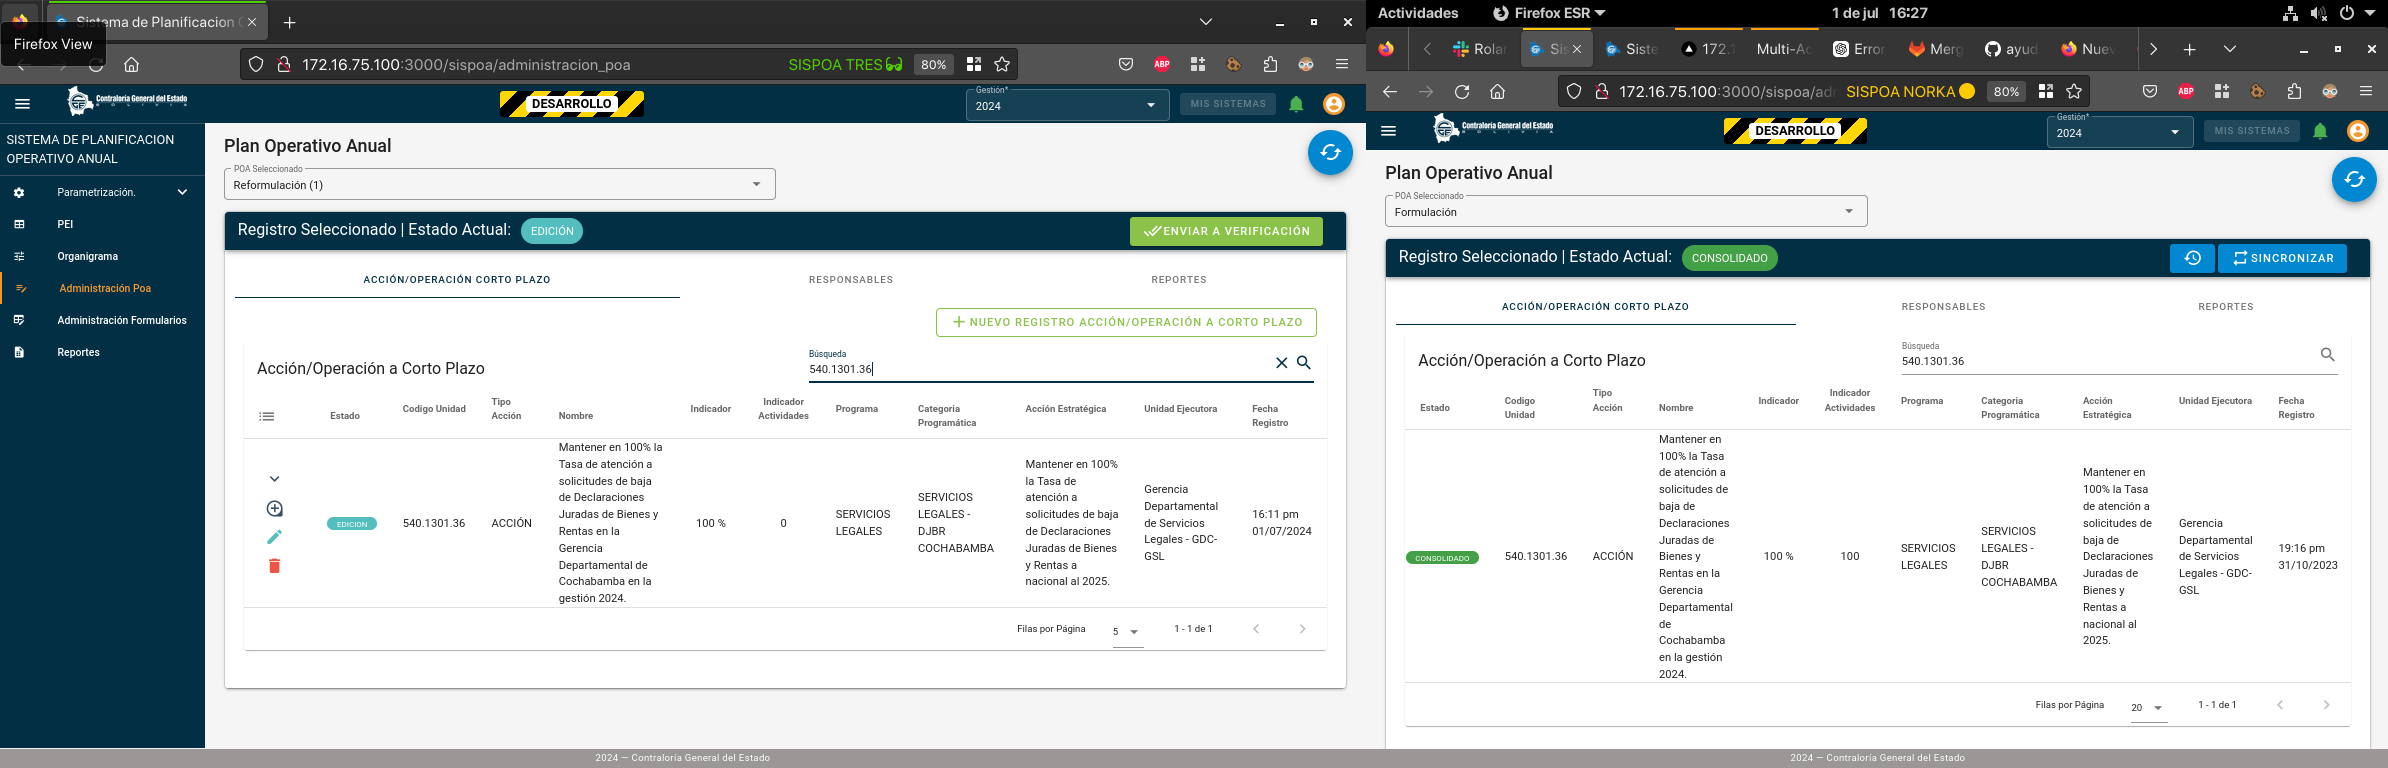 Sistema de Planificacion
Firefox View
172.16.75.100:3000/sispoa/administracion_poa
SISPOA TRES
80%
ABP
Contraloría General del Estado
BOLIVIA
DESARROLLO
Gestión*
2024
MIS SISTEMAS
SISTEMA DE PLANIFICACION
OPERATIVO ANUAL
Parametrización.
PEI
Organigrama
Administración Poa
Administración Formularios
Reportes
Plan Operativo Anual
POA Seleccionado
Reformulación (1)
Registro Seleccionado | Estado Actual:
EDICIÓN
ENVIAR A VERIFICACIÓN
ACCIÓN/OPERACIÓN CORTO PLAZO
RESPONSABLES
REPORTES
NUEVO REGISTRO ACCIÓN/OPERACIÓN A CORTO PLAZO
Acción/Operación a Corto Plazo
Búsqueda
540.1301.36
Estado
Codigo Unidad
Tipo
Acción
Nombre
Indicador
Indicador
Actividades
Programa
Categoria
Programática
Acción Estratégica
Unidad Ejecutora
Fecha
Registro
EDICION
540.1301.36
ACCIÓN
Mantener en 100% la
Tasa de atención a
solicitudes de baja
de Declaraciones
Juradas de Bienes y
Rentas en la
Gerencia
Departamental de
Cochabamba en la
gestión 2024.
100 %
0
SERVICIOS
LEGALES
SERVICIOS
LEGALES -
DJBR
COCHABAMBA
Mantener en 100%
la Tasa de
atención a
solicitudes de baja
de Declaraciones
Juradas de Bienes
y Rentas a
nacional al 2025.
Gerencia
Departamental
de Servicios
Legales - GDC-
GSL
16:11 pm
01/07/2024
Filas por Página
5
1 - 1 de 1
2024 — Contraloría General del Estado
Actividades
Firefox ESR
1 de jul 16:27
Rolar
Sis
Siste
172.1
Multi-Ac
Error
Merg
ayud
Nuev
172.16.75.100:3000/sispoa/adm
SISPOA NORKA
80%
ABP
Contraloría General del Estado
BOLIVIA
DESARROLLO
Gestión*
2024
MIS SISTEMAS
Plan Operativo Anual
POA Seleccionado
Formulación
Registro Seleccionado | Estado Actual:
CONSOLIDADO
SINCRONIZAR
ACCIÓN/OPERACIÓN CORTO PLAZO
RESPONSABLES
REPORTES
Acción/Operación a Corto Plazo
Búsqueda
540.1301.36
Estado
Codigo
Unidad
Tipo
Acción
Nombre
Indicador
Indicador
Actividades
Programa
Categoria
Programática
Acción
Estratégica
Unidad Ejecutora
Fecha
Registro
CONSOLIDADO
540.1301.36
ACCIÓN
Mantener en
100% la Tasa
de atención a
solicitudes de
baja de
Declaraciones
Juradas de
Bienes y
Rentas en la
Gerencia
Departamental
de
Cochabamba
en la gestión
2024.
100 %
100
SERVICIOS
LEGALES
SERVICIOS
LEGALES -
DJBR
COCHABAMBA
Mantener en
100% la Tasa
de atención a
solicitudes de
baja de
Declaraciones
Juradas de
Bienes y
Rentas a
nacional al
2025.
Gerencia
Departamental
de Servicios
Legales - GDC-
GSL
19:16 pm
31/10/2023
Filas por Página
20
1 - 1 de 1
2024 — Contraloría General del Estado